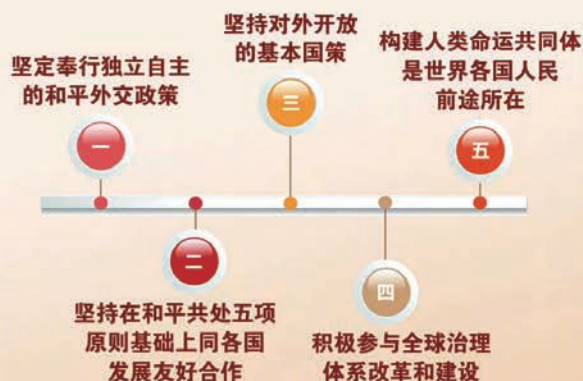 坚定奉行独立自主
的和平外交政策
一
二
坚持在和平共处五项
原则基础上同各国
发展友好合作
坚持对外开放
的基本国策
三
四
积极参与全球治理
体系改革和建设
构建人类命运共同体
是世界各国人民
前途所在
五